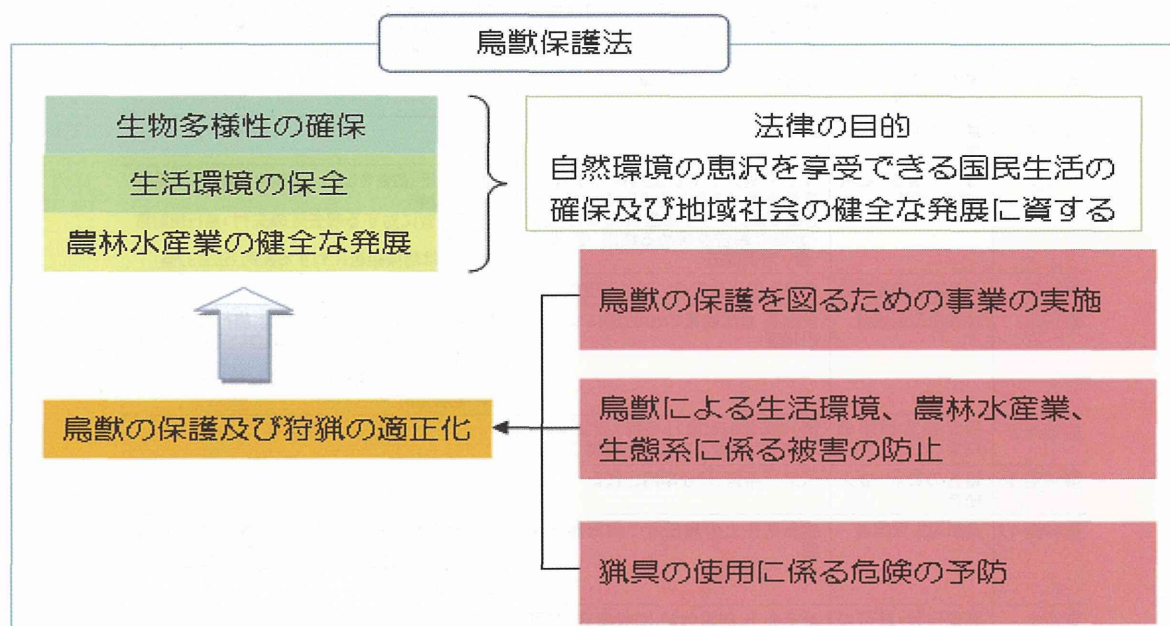 鳥獣保護法
生物多様性の確保
生活環境の保全
農林水産業の健全な発展
法律の目的
自然環境の恵沢を享受できる国民生活の
確保及び地域社会の健全な発展に資する
鳥獣の保護を図るための事業の実施
鳥獣の保護及び狩猟の適正化
鳥獣による生活環境、農林水産業、
生態系に係る被害の防止
猟具の使用に係る危険の予防